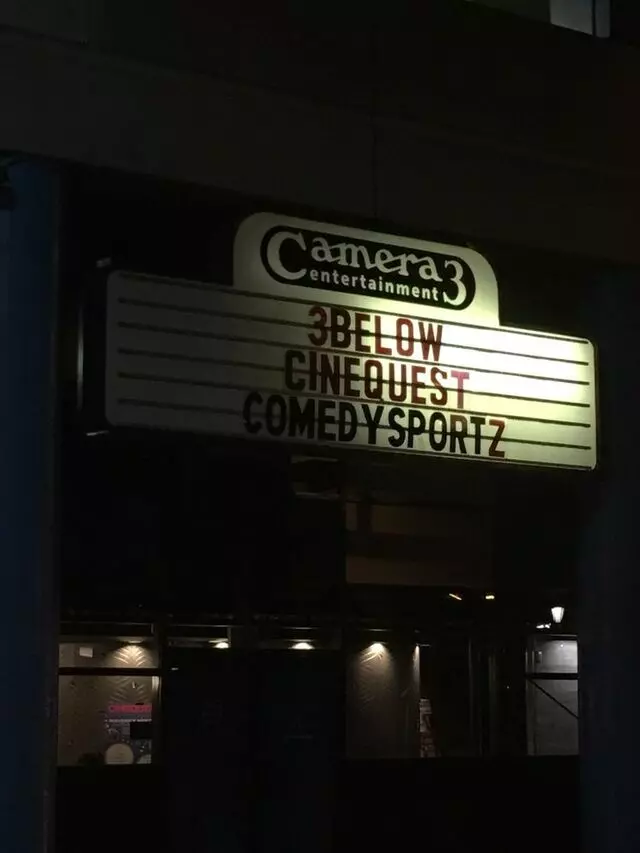 Camera 3
entertainment
3BELOW
CINEQUEST
COMEDYSPORTZ